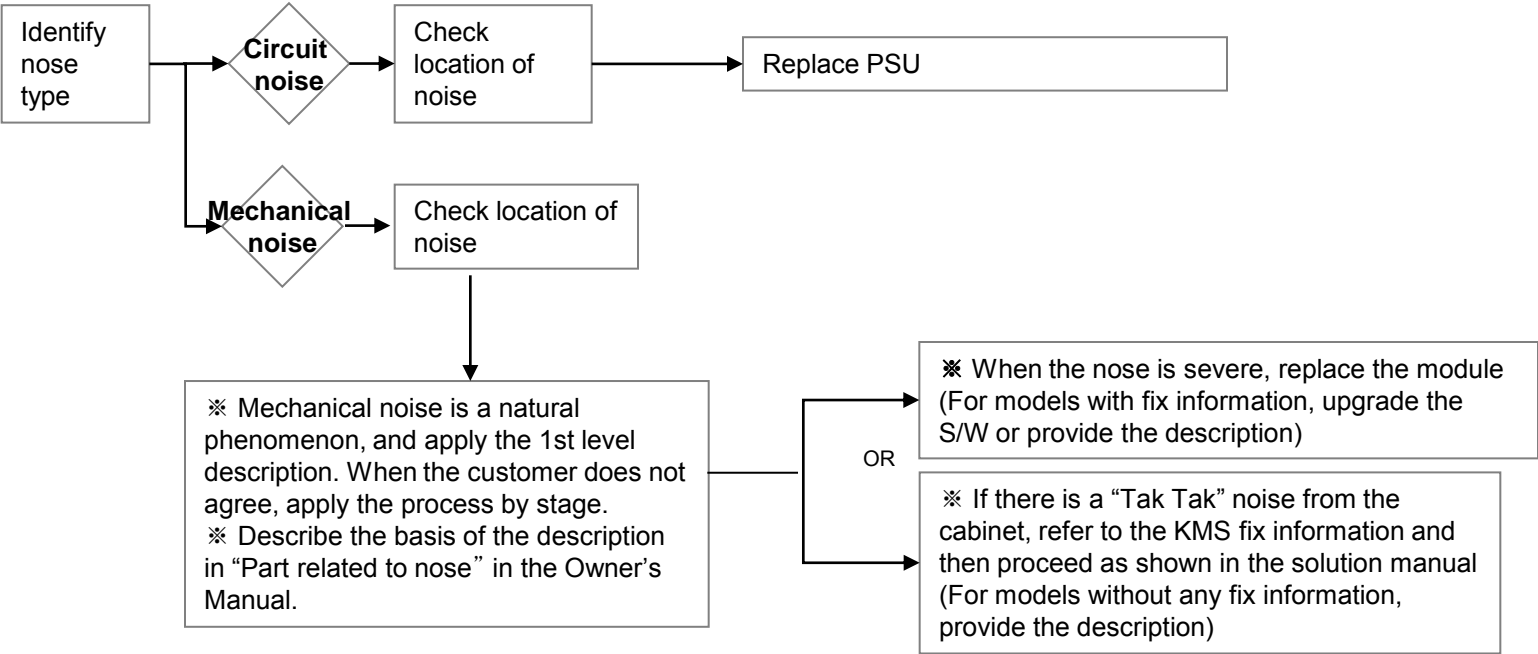 Identify
nose
type
Circuit
noise
Check
location of
noise
Replace PSU
Mechanical
noise
Check location of
noise
※ Mechanical noise is a natural
phenomenon, and apply the 1st level
description. When the customer does not
agree, apply the process by stage.
※ Describe the basis of the description
in “Part related to nose” in the Owner’s
Manual.
OR
※ When the nose is severe, replace the module
(For models with fix information, upgrade the
S/W or provide the description)
※ If there is a “Tak Tak” noise from the
cabinet, refer to the KMS fix information and
then proceed as shown in the solution manual
(For models without any fix information,
provide the description)